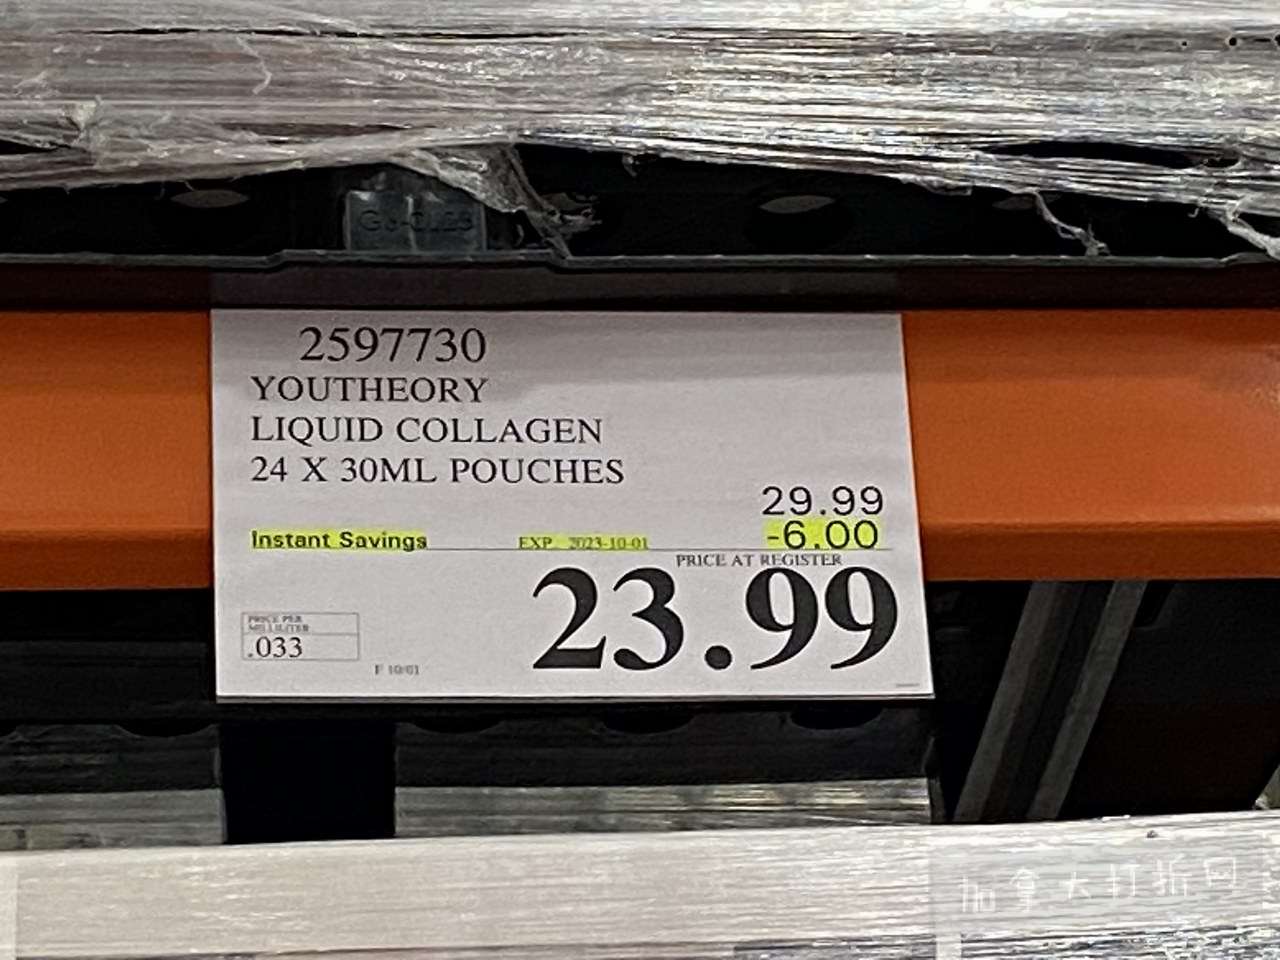 2597730
YOUTHEORY
LIQUID COLLAGEN
24 X 30ML POUCHES
29.99
Instant Savings EXP. 2023-10-01 -6.00
PRICE AT REGISTER
23.99
PRICE PER
MILLILITER
.033
F 10/01
加拿大打折网